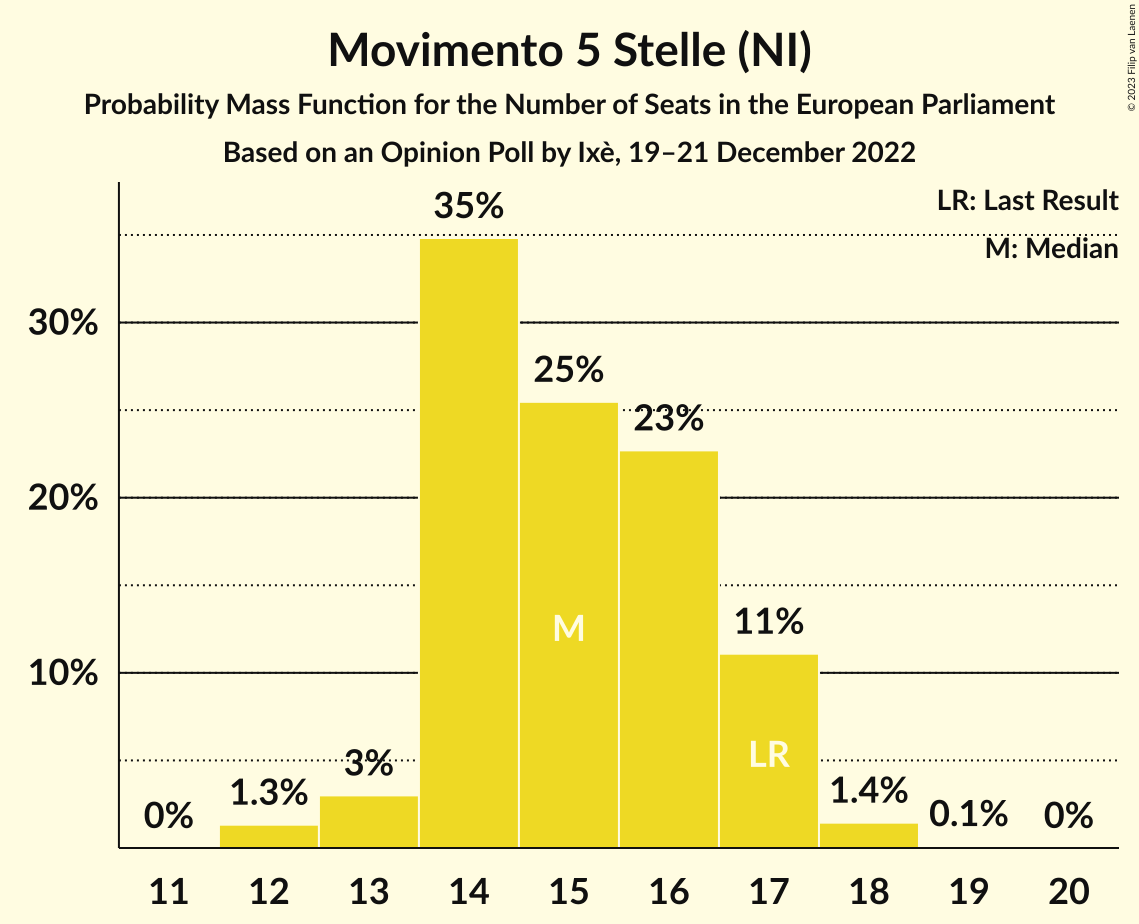 Movimento 5 Stelle (NI)
Probability Mass Function for the Number of Seats in the European Parliament
Based on an Opinion Poll by Ixè, 19–21 December 2022
© 2023 Filip van Laenen
LR: Last Result
M: Median
30%
20%
10%
0%
1.3%
3%
35%
25%
23%
11%
1.4%
0.1%
0%
M
LR
11 12 13 14 15 16 17 18 19 20